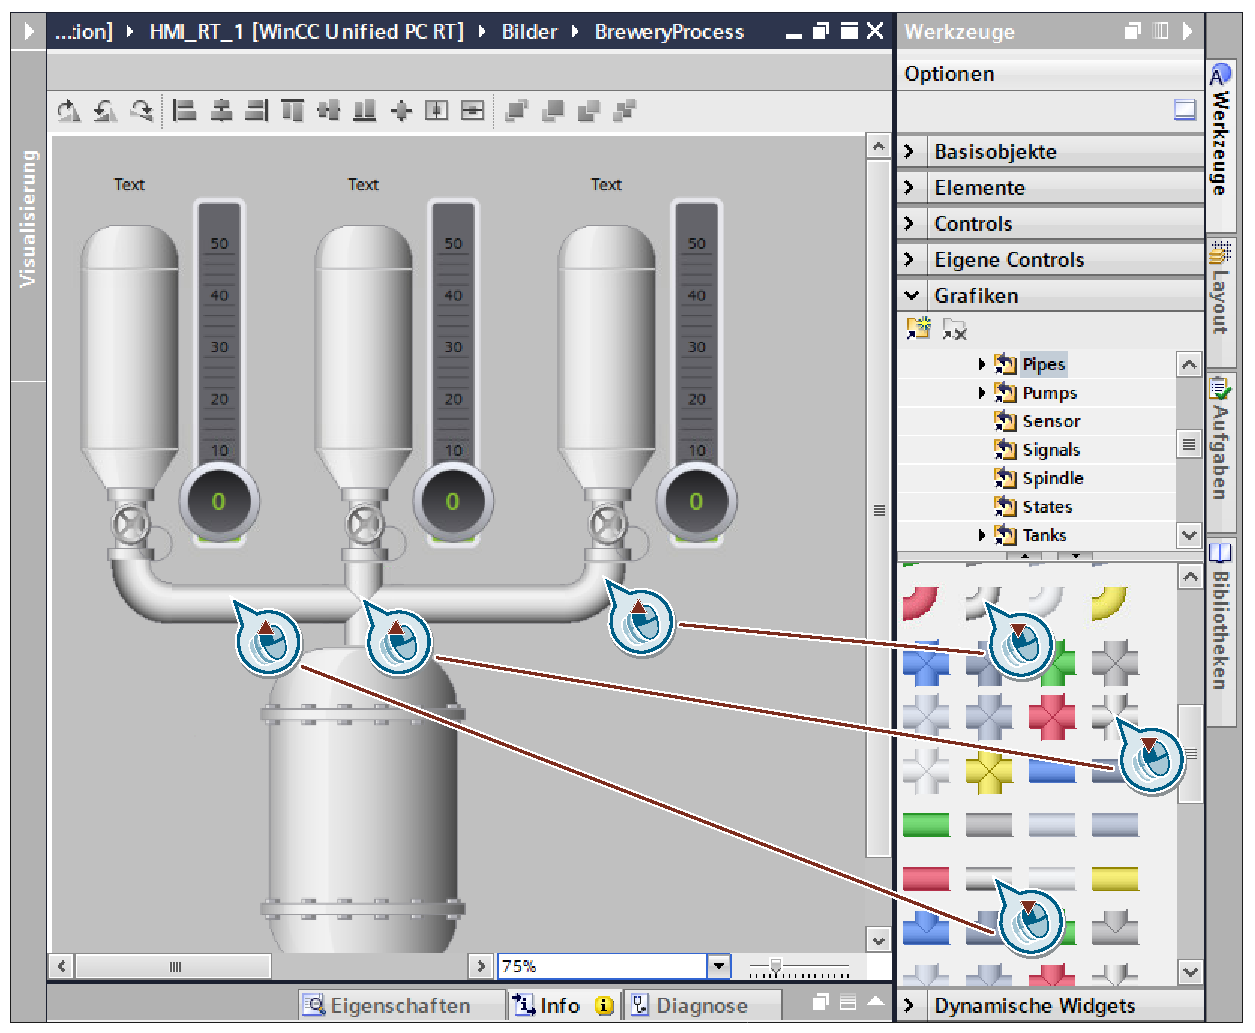 ...tion] HMI_RT_1 [WinCC Unified PC RT] Bilder BreweryProcess
Werkzeuge
Optionen
Visualisierung
Text Text Text
50 50 50
40 40 40
30 30 30
20 20 20
10 10 10
0 0 0
75%
Eigenschaften Info Diagnose
Basisobjekte
Elemente
Controls
Eigene Controls
Grafiken
Pipes
Pumps
Sensor
Signals
Spindle
States
Tanks
Dynamische Widgets
Werkzeuge
Layout
Aufgaben
Bibliotheken